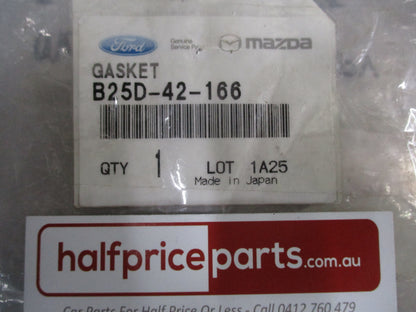 Ford Genuine Service Parts mazda
GASKET
B25D-42-166
QTY 1 LOT 1A25
Made in Japan
halfpriceparts.com.au
Car Parts For Half Price Or Less - Call 0412 760 479